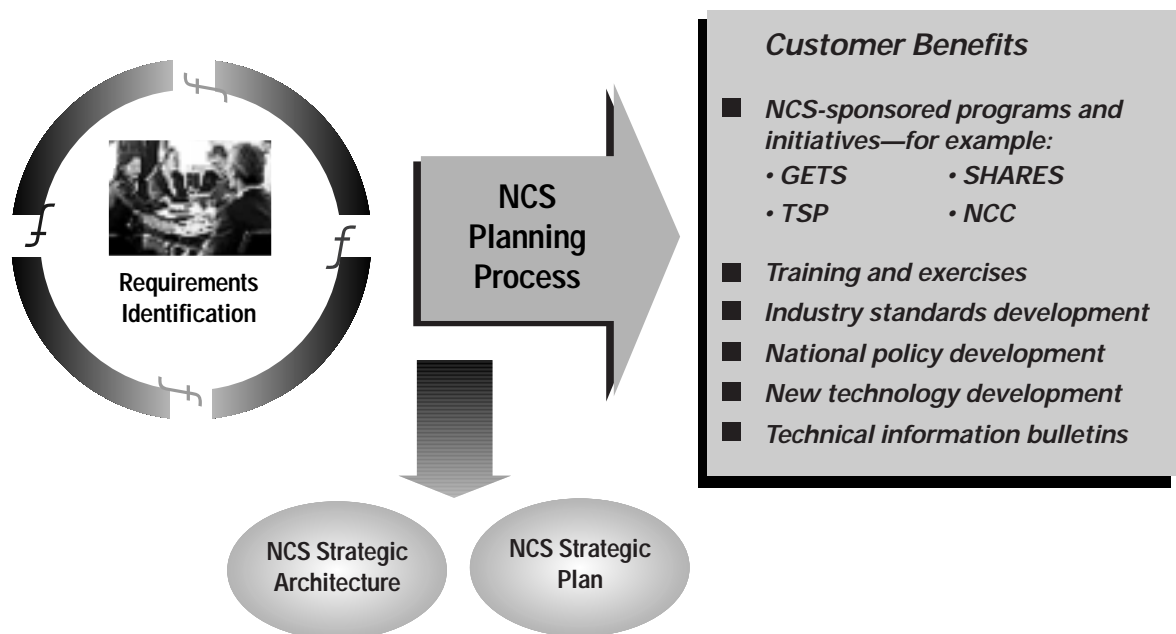 Requirements
Identification
NCS
Planning
Process
NCS Strategic
Architecture
NCS Strategic
Plan
Customer Benefits
■ NCS-sponsored programs and
initiatives—for example:
• GETS • SHARES
• TSP • NCC
■ Training and exercises
■ Industry standards development
■ National policy development
■ New technology development
■ Technical information bulletins